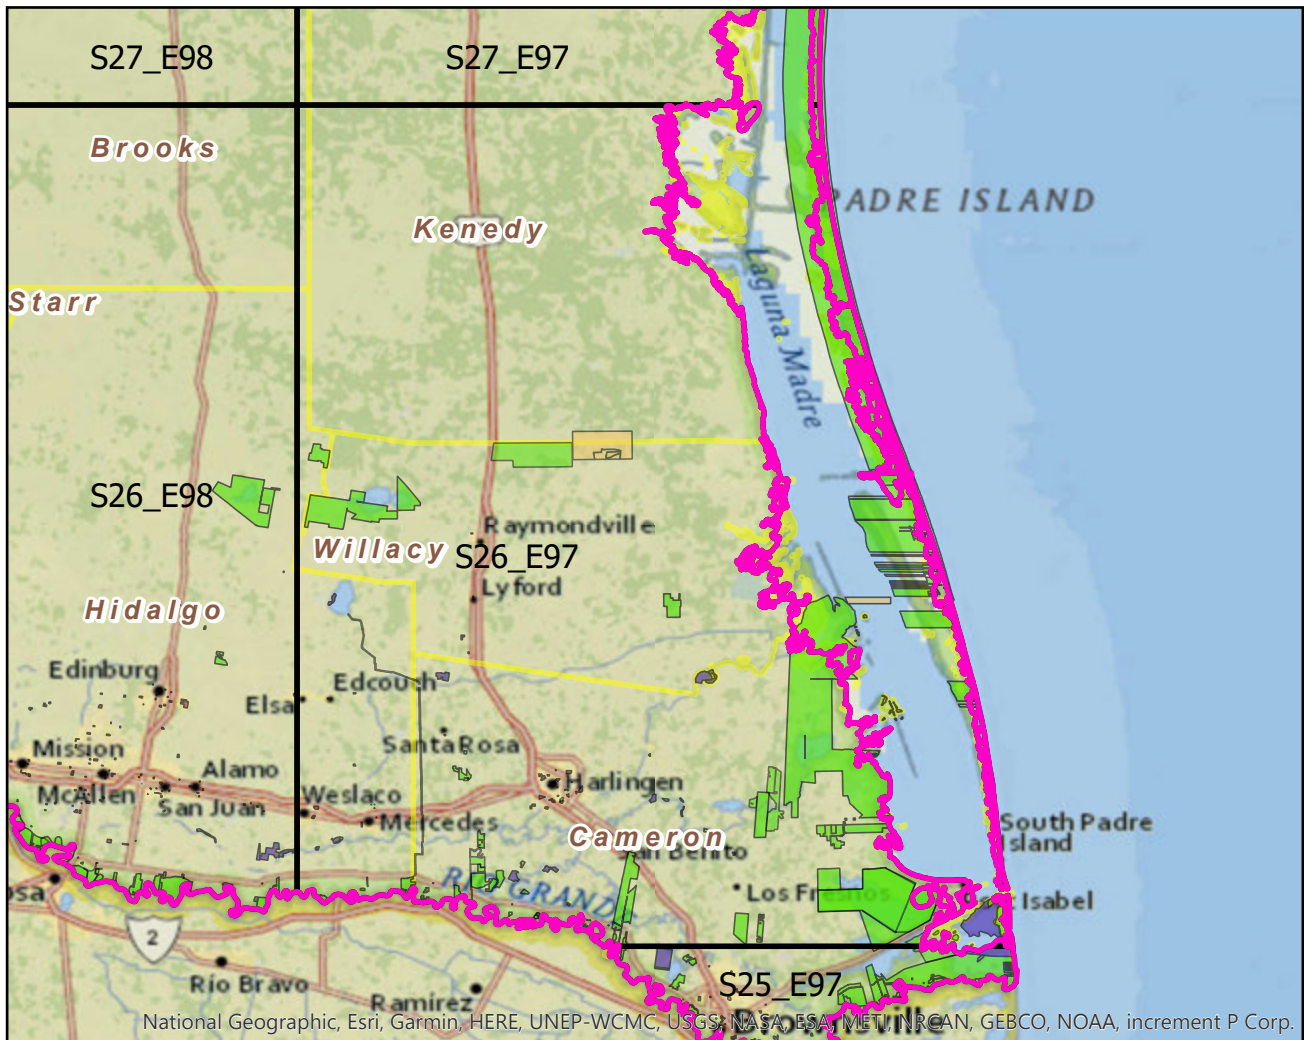 S27_E98
S27_E97
Brooks
Kenedy
ADRE ISLAND
Starr
Laguna Madre
S26_E98
Raymondville
Willacy
S26_E97
Lyford
Hidalgo
Edinburg
Edcouch
Elsa
Mission
Santa Rosa
Alamo
Harlingen
McAllen
San Juan
Weslaco
Mercedes
Cameron
South Padre
Island
San Benito
RIO GRANDE
Los Fresnos
Isabel
osa
2
Río Bravo
Ramirez
S25_E97
Brownsville
National Geographic, Esri, Garmin, HERE, UNEP-WCMC, USGS, NASA, ESA, METI, NRCAN, GEBCO, NOAA, increment P Corp.